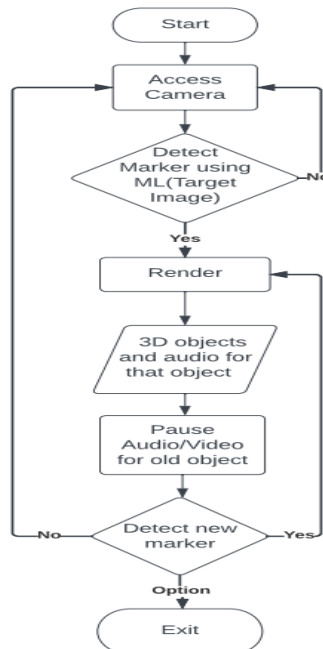 Start
Access
Camera
Detect
Marker using
ML(Target
Image)
No
Yes
Render
3D objects
and audio for
that object
Pause
Audio/Video
for old object
Detect new
marker
No
Yes
Option
Exit